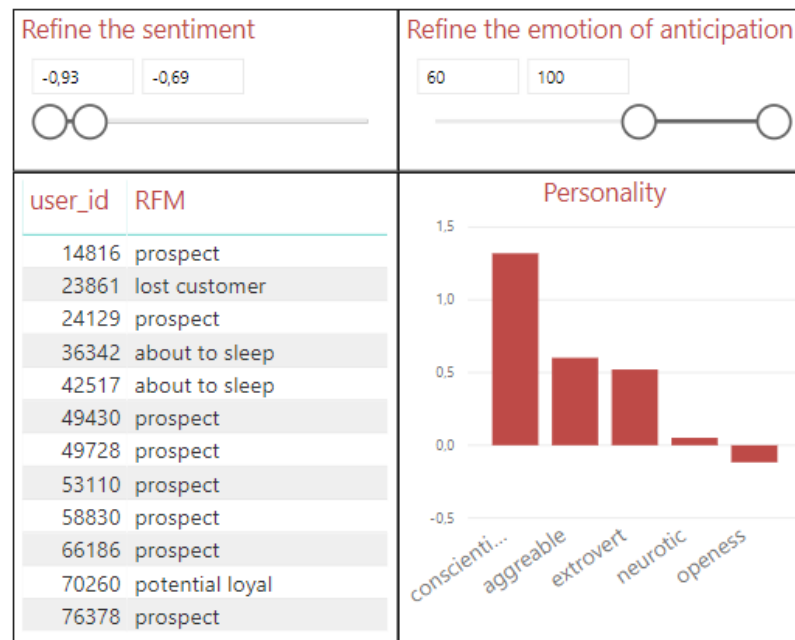 Refine the sentiment
-0,93 -0,69
Refine the emotion of anticipation
60 100
user_id RFM
14816 prospect
23861 lost customer
24129 prospect
36342 about to sleep
42517 about to sleep
49430 prospect
49728 prospect
53110 prospect
58830 prospect
66186 prospect
70260 potential loyal
76378 prospect
Personality
1,5
1,0
0,5
0,0
-0,5
conscienti...
aggreable
extrovert
neurotic
openess